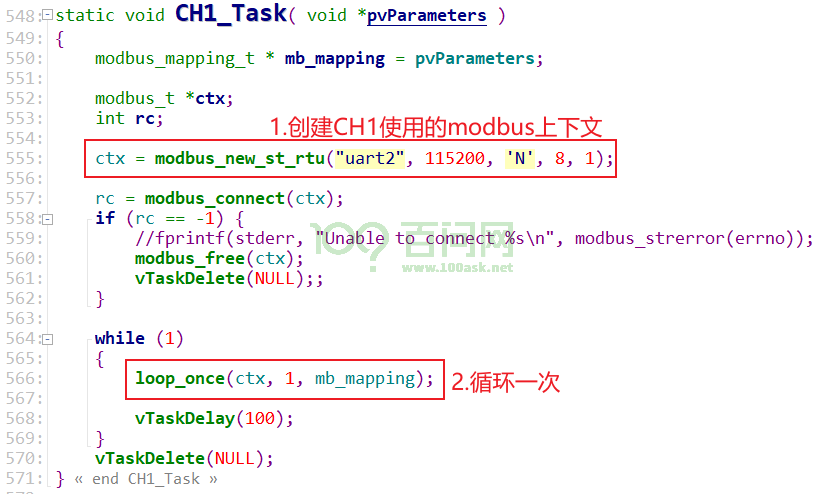 548: static void CH1_Task( void *pvParameters )
549: {
550: modbus_mapping_t * mb_mapping = pvParameters;
551:
552: modbus_t *ctx;
553: int rc;
554: 1.创建CH1使用的modbus上下文
555: ctx = modbus_new_st_rtu("uart2", 115200, 'N', 8, 1);
556:
557: rc = modbus_connect(ctx);
558: if (rc == -1) {
559: //fprintf(stderr, "Unable to connect %s\n", modbus_strerror(errno));
560: modbus_free(ctx);
561: vTaskDelete(NULL);;
562: }
563:
564: while (1)
565: {
566: loop_once(ctx, 1, mb_mapping); 2.循环一次
567:
568: vTaskDelay(100);
569: }
570: vTaskDelete(NULL);
571: } « end CH1_Task »
百问网
www.100ask.net